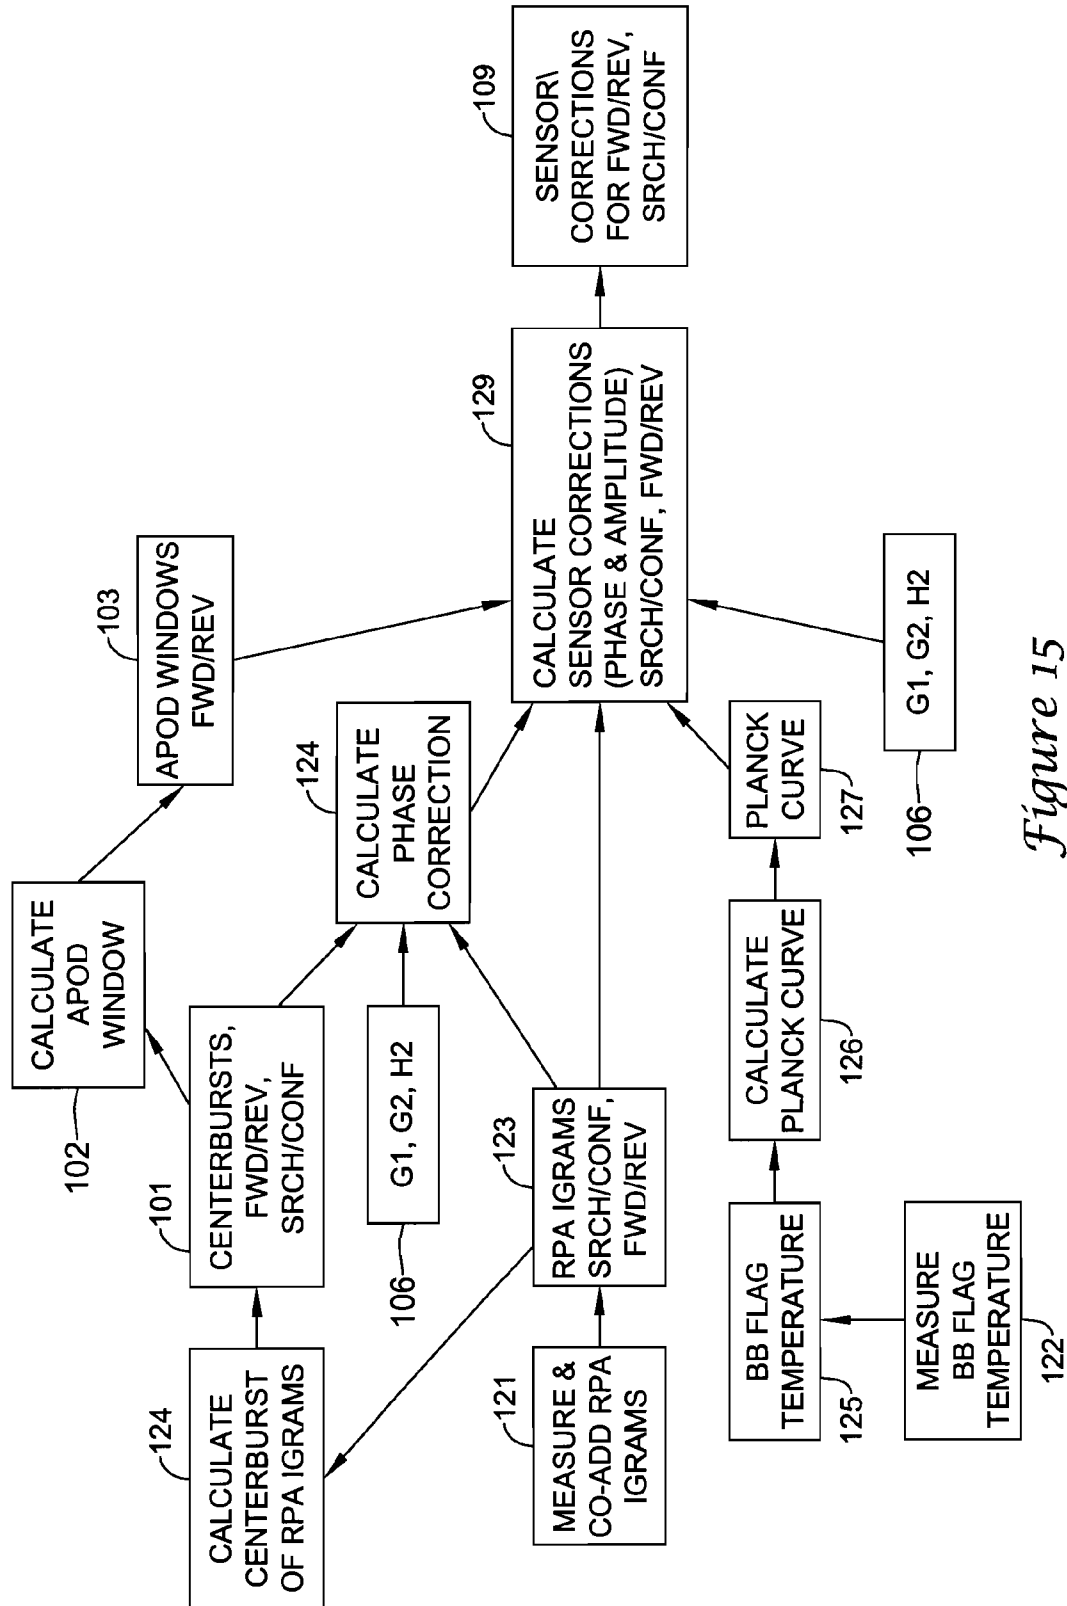 102
CALCULATE
APOD
WINDOW
103
APOD WINDOWS
FWD/REV
124
CALCULATE
CENTERBURST
OF RPA IGRAMS
101
CENTERBURSTS,
FWD/REV,
SRCH/CONF
124
CALCULATE
PHASE
CORRECTION
106
G1, G2, H2
121
MEASURE &
CO-ADD RPA
IGRAMS
123
RPA IGRAMS
SRCH/CONF,
FWD/REV
129
CALCULATE
SENSOR CORRECTIONS
(PHASE & AMPLITUDE)
SRCH/CONF, FWD/REV
109
SENSOR\
CORRECTIONS
FOR FWD/REV,
SRCH/CONF
BB FLAG
TEMPERATURE
125
CALCULATE
PLANCK CURVE
126
PLANCK
CURVE
127
MEASURE
BB FLAG
TEMPERATURE
122
G1, G2, H2
106
Figure 15